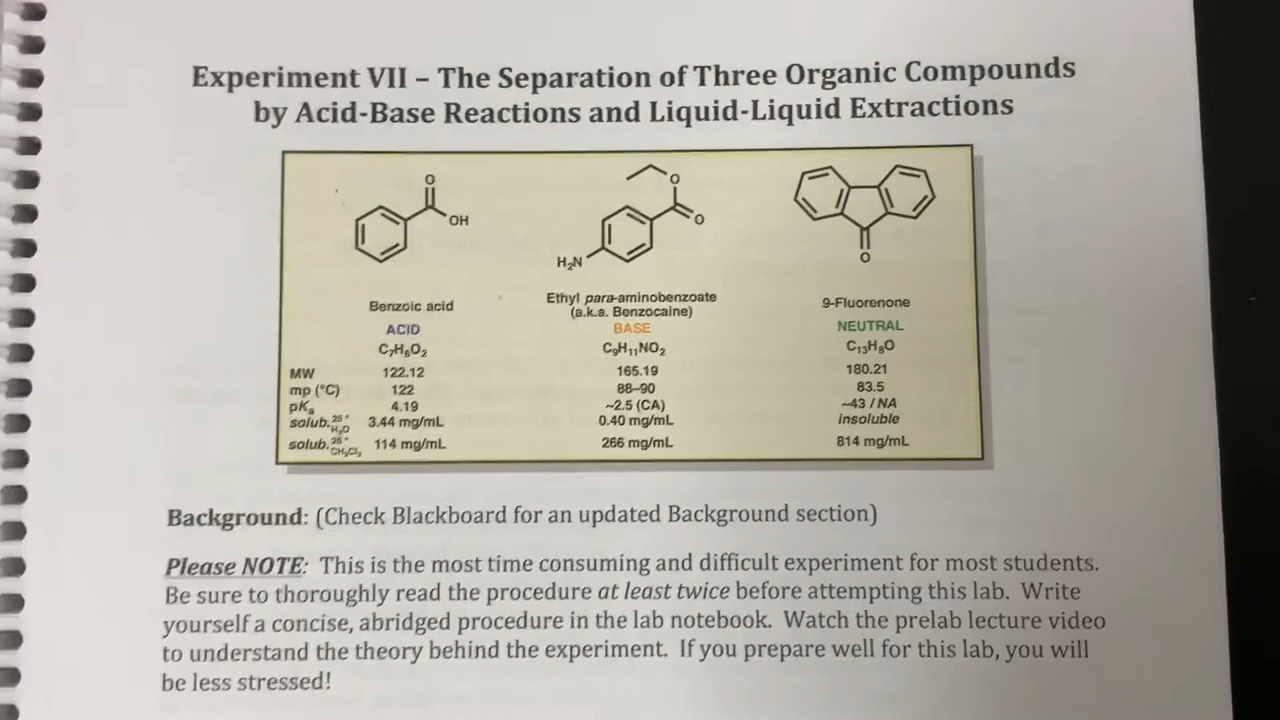 Experiment VII – The Separation of Three Organic Compounds
by Acid-Base Reactions and Liquid-Liquid Extractions
O
OH
O
O
H₂N
O
Benzoic acid
Ethyl para-aminobenzoate
(a.k.a. Benzocaine)
9-Fluorenone
ACID BASE NEUTRAL
C₇H₆O₂ C₉H₁₁NO₂ C₁₃H₈O
MW 122.12 165.19 180.21
mp (°C) 122 88–90 83.5
pKₐ 4.19 ~2.5 (CA) ~43 / NA
solub. 25° H₂O 3.44 mg/mL 0.40 mg/mL insoluble
solub. 25° CH₂Cl₂ 114 mg/mL 266 mg/mL 814 mg/mL
Background: (Check Blackboard for an updated Background section)
Please NOTE: This is the most time consuming and difficult experiment for most students.
Be sure to thoroughly read the procedure at least twice before attempting this lab. Write
yourself a concise, abridged procedure in the lab notebook. Watch the prelab lecture video
to understand the theory behind the experiment. If you prepare well for this lab, you will
be less stressed!